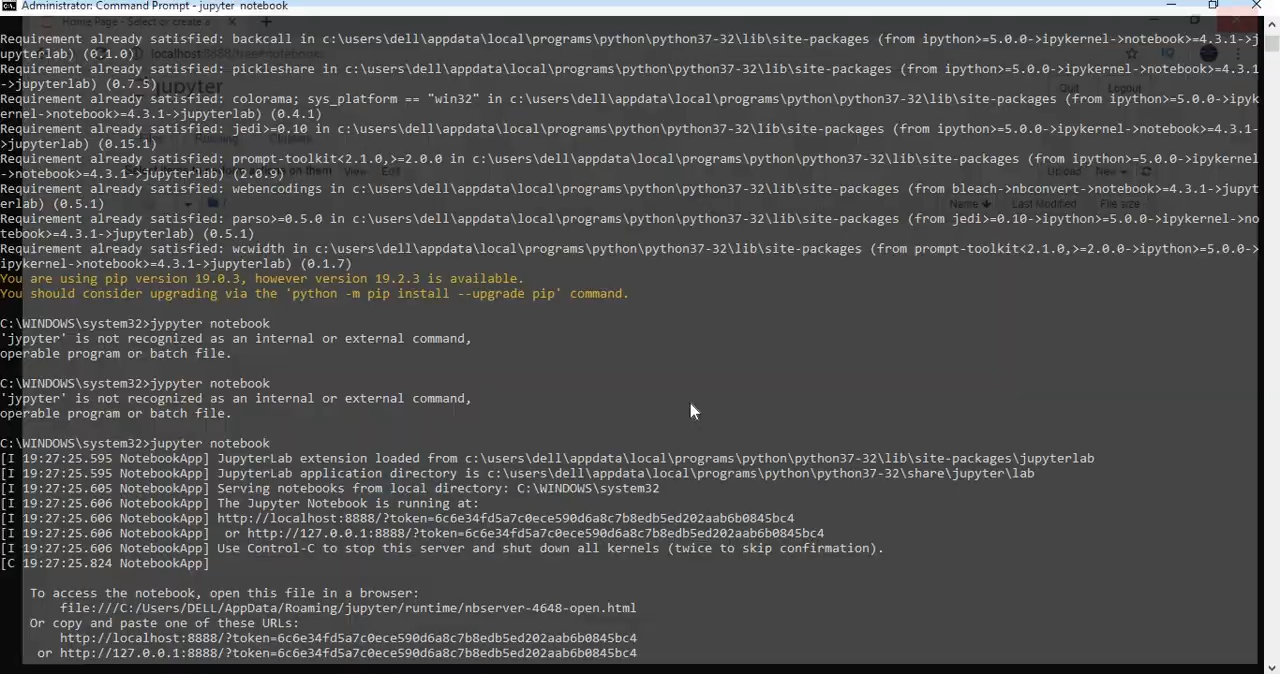 Administrator: Command Prompt - jupyter notebook
Home Page - Select or create a
Requirement already satisfied: backcall in c:\users\dell\appdata\local\programs\python\python37-32\lib\site-packages (from ipython>=5.0.0->ipykernel->notebook>=4.3.1->j
upyterlab) (0.1.0)
localhost:8888/tree#notebooks
Requirement already satisfied: pickleshare in c:\users\dell\appdata\local\programs\python\python37-32\lib\site-packages (from ipython>=5.0.0->ipykernel->notebook>=4.3.1
->jupyterlab) (0.7.5)
jupyter
Quit Logout
Requirement already satisfied: colorama; sys_platform == "win32" in c:\users\dell\appdata\local\programs\python\python37-32\lib\site-packages (from ipython>=5.0.0->ipyk
ernel->notebook>=4.3.1->jupyterlab) (0.4.1)
Requirement already satisfied: jedi>=0.10 in c:\users\dell\appdata\local\programs\python\python37-32\lib\site-packages (from ipython>=5.0.0->ipykernel->notebook>=4.3.1-
>jupyterlab) (0.15.1)
Running
Requirement already satisfied: prompt-toolkit<2.1.0,>=2.0.0 in c:\users\dell\appdata\local\programs\python\python37-32\lib\site-packages (from ipython>=5.0.0->ipykernel
->notebook>=4.3.1->jupyterlab) (2.0.9)
on them View Edit
Upload New
Requirement already satisfied: webencodings in c:\users\dell\appdata\local\programs\python\python37-32\lib\site-packages (from bleach->nbconvert->notebook>=4.3.1->jupyt
erlab) (0.5.1)
/
Name Last Modified File size
Requirement already satisfied: parso>=0.5.0 in c:\users\dell\appdata\local\programs\python\python37-32\lib\site-packages (from jedi>=0.10->ipython>=5.0.0->ipykernel->no
tebook>=4.3.1->jupyterlab) (0.5.1)
Requirement already satisfied: wcwidth in c:\users\dell\appdata\local\programs\python\python37-32\lib\site-packages (from prompt-toolkit<2.1.0,>=2.0.0->ipython>=5.0.0->
ipykernel->notebook>=4.3.1->jupyterlab) (0.1.7)
You are using pip version 19.0.3, however version 19.2.3 is available.
You should consider upgrading via the 'python -m pip install --upgrade pip' command.
C:\WINDOWS\system32>jypyter notebook
'jypyter' is not recognized as an internal or external command,
operable program or batch file.
C:\WINDOWS\system32>jypyter notebook
'jypyter' is not recognized as an internal or external command,
operable program or batch file.
C:\WINDOWS\system32>jupyter notebook
[I 19:27:25.595 NotebookApp] JupyterLab extension loaded from c:\users\dell\appdata\local\programs\python\python37-32\lib\site-packages\jupyterlab
[I 19:27:25.595 NotebookApp] JupyterLab application directory is c:\users\dell\appdata\local\programs\python\python37-32\share\jupyter\lab
[I 19:27:25.605 NotebookApp] Serving notebooks from local directory: C:\WINDOWS\system32
[I 19:27:25.606 NotebookApp] The Jupyter Notebook is running at:
[I 19:27:25.606 NotebookApp] http://localhost:8888/?token=6c6e34fd5a7c0ece590d6a8c7b8edb5ed202aab6b0845bc4
[I 19:27:25.606 NotebookApp]  or http://127.0.0.1:8888/?token=6c6e34fd5a7c0ece590d6a8c7b8edb5ed202aab6b0845bc4
[I 19:27:25.606 NotebookApp] Use Control-C to stop this server and shut down all kernels (twice to skip confirmation).
[C 19:27:25.824 NotebookApp]
To access the notebook, open this file in a browser:
file:///C:/Users/DELL/AppData/Roaming/jupyter/runtime/nbserver-4648-open.html
Or copy and paste one of these URLs:
http://localhost:8888/?token=6c6e34fd5a7c0ece590d6a8c7b8edb5ed202aab6b0845bc4
or http://127.0.0.1:8888/?token=6c6e34fd5a7c0ece590d6a8c7b8edb5ed202aab6b0845bc4